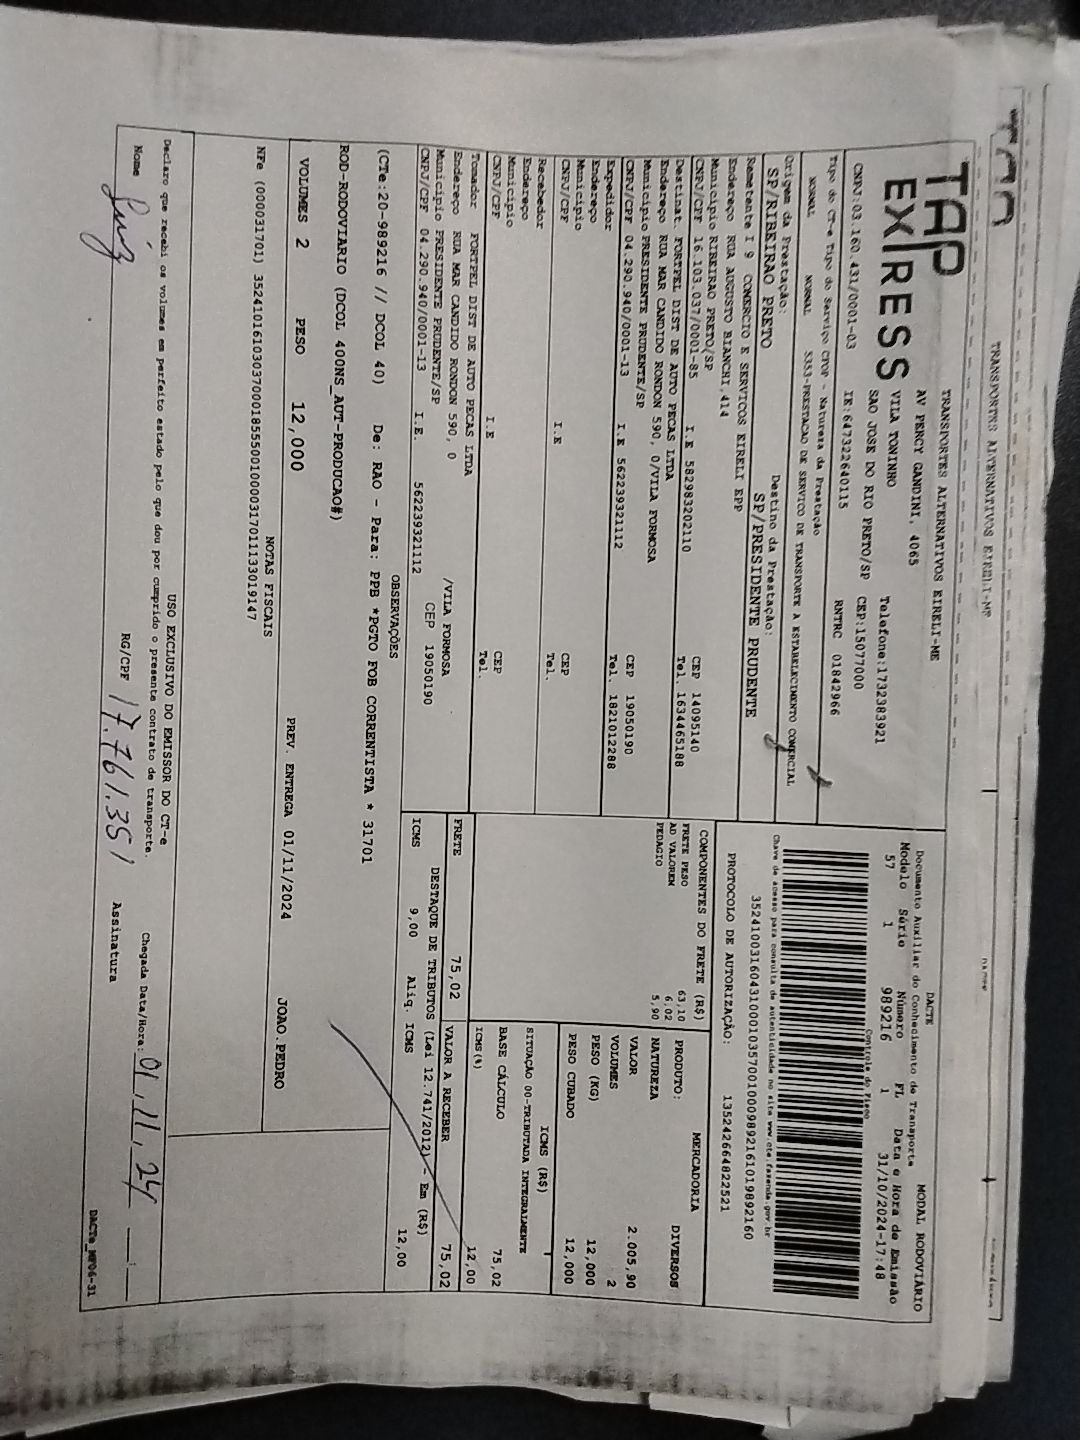 TRANSPORTES ALTERNATIVOS EIRELI-ME
TAP EXPRESS
TRANSPORTES ALTERNATIVOS EIRELI-ME
AV PERCY GANDINI, 4065
VILA TONINHO
SAO JOSE DO RIO PRETO/SP
Telefone:1732383921
CEP:15077000
CNPJ:03.160.431/0001-03 IE:647322640115 RNTRC 01842966
Tipo do CT-e Tipo do Serviço CFOP - Natureza da Prestação
NORMAL NORMAL 5353-PRESTACAO DE SERVICO DE TRANSPORTE A ESTABELECIMENTO COMERCIAL
Origem da Prestação: Destino da Prestação:
SP/RIBEIRAO PRETO SP/PRESIDENTE PRUDENTE
Remetente I 9 COMERCIO E SERVICOS EIRELI EPP
Endereço RUA AUGUSTO BIANCHI,414
Município RIBEIRAO PRETO/SP CEP 14095140
CNPJ/CPF 16.103.037/0001-85 I.E 582983202110 Tel. 1634465188
Destinat. FORTPEL DIST DE AUTO PECAS LTDA
Endereço RUA MAR CANDIDO RONDON 590, 0/VILA FORMOSA
Município PRESIDENTE PRUDENTE/SP CEP 19050190
CNPJ/CPF 04.290.940/0001-13 I.E 562239321112 Tel. 1821012288
Expedidor
Endereço
Município CEP
CNPJ/CPF I.E Tel.
Recebedor
Endereço
Município CEP
CNPJ/CPF I.E Tel.
Tomador FORTPEL DIST DE AUTO PECAS LTDA
Endereço RUA MAR CANDIDO RONDON 590, 0 /VILA FORMOSA
Município PRESIDENTE PRUDENTE/SP CEP 19050190
CNPJ/CPF 04.290.940/0001-13 I.E. 562239321112
DACTE
Documento Auxiliar do Conhecimento de Transporte MODAL RODOVIÁRIO
Modelo Série Número FL Data e Hora de Emissão
57 1 989216 1 31/10/2024-17:48
Controle do Fisco
Chave de acesso para consulta de autenticidade no site www.cte.fazenda.gov.br
35241003160431000103570010009892161019892160
PROTOCOLO DE AUTORIZAÇÃO: 135242664822521
COMPONENTES DO FRETE (R$)
FRETE PESO 63,10
AD VALOREM 6,02
PEDAGIO 5,90
MERCADORIA
PRODUTO: DIVERSOS
NATUREZA
VALOR 2.005,90
VOLUMES 2
PESO (KG) 12,000
PESO CUBADO 12,000
ICMS (R$)
SITUAÇÃO 00-TRIBUTADA INTEGRALMENTE
BASE CÁLCULO 75,02
ICMS(%) 12,00
FRETE 75,02 VALOR A RECEBER 75,02
DESTAQUE DE TRIBUTOS (Lei 12.741/2012) - Em (R$)
ICMS 9,00 Aliq. ICMS 12,00
OBSERVAÇÕES
(CTe:20-989216 // DCOL 40) De: RAO - Para: PPB *PGTO FOB CORRENTISTA * 31701
ROD-RODOVIARIO (DCOL 400NS_AUT-PRODUCAO#)
VOLUMES 2 PESO 12,000 PREV. ENTREGA 01/11/2024 JOAO.PEDRO
NOTAS FISCAIS
NFe (000031701) 35241016103037000185550010000317011133019147
USO EXCLUSIVO DO EMISSOR DO CT-e
Declaro que recebi os volumes em perfeito estado pelo que dou por cumprido o presente contrato de transporte.
Nome Luiz RG/CPF 17.761.351 Assinatura Chegada Data/Hora: 01, 11, 24
DACTe_MP06-31